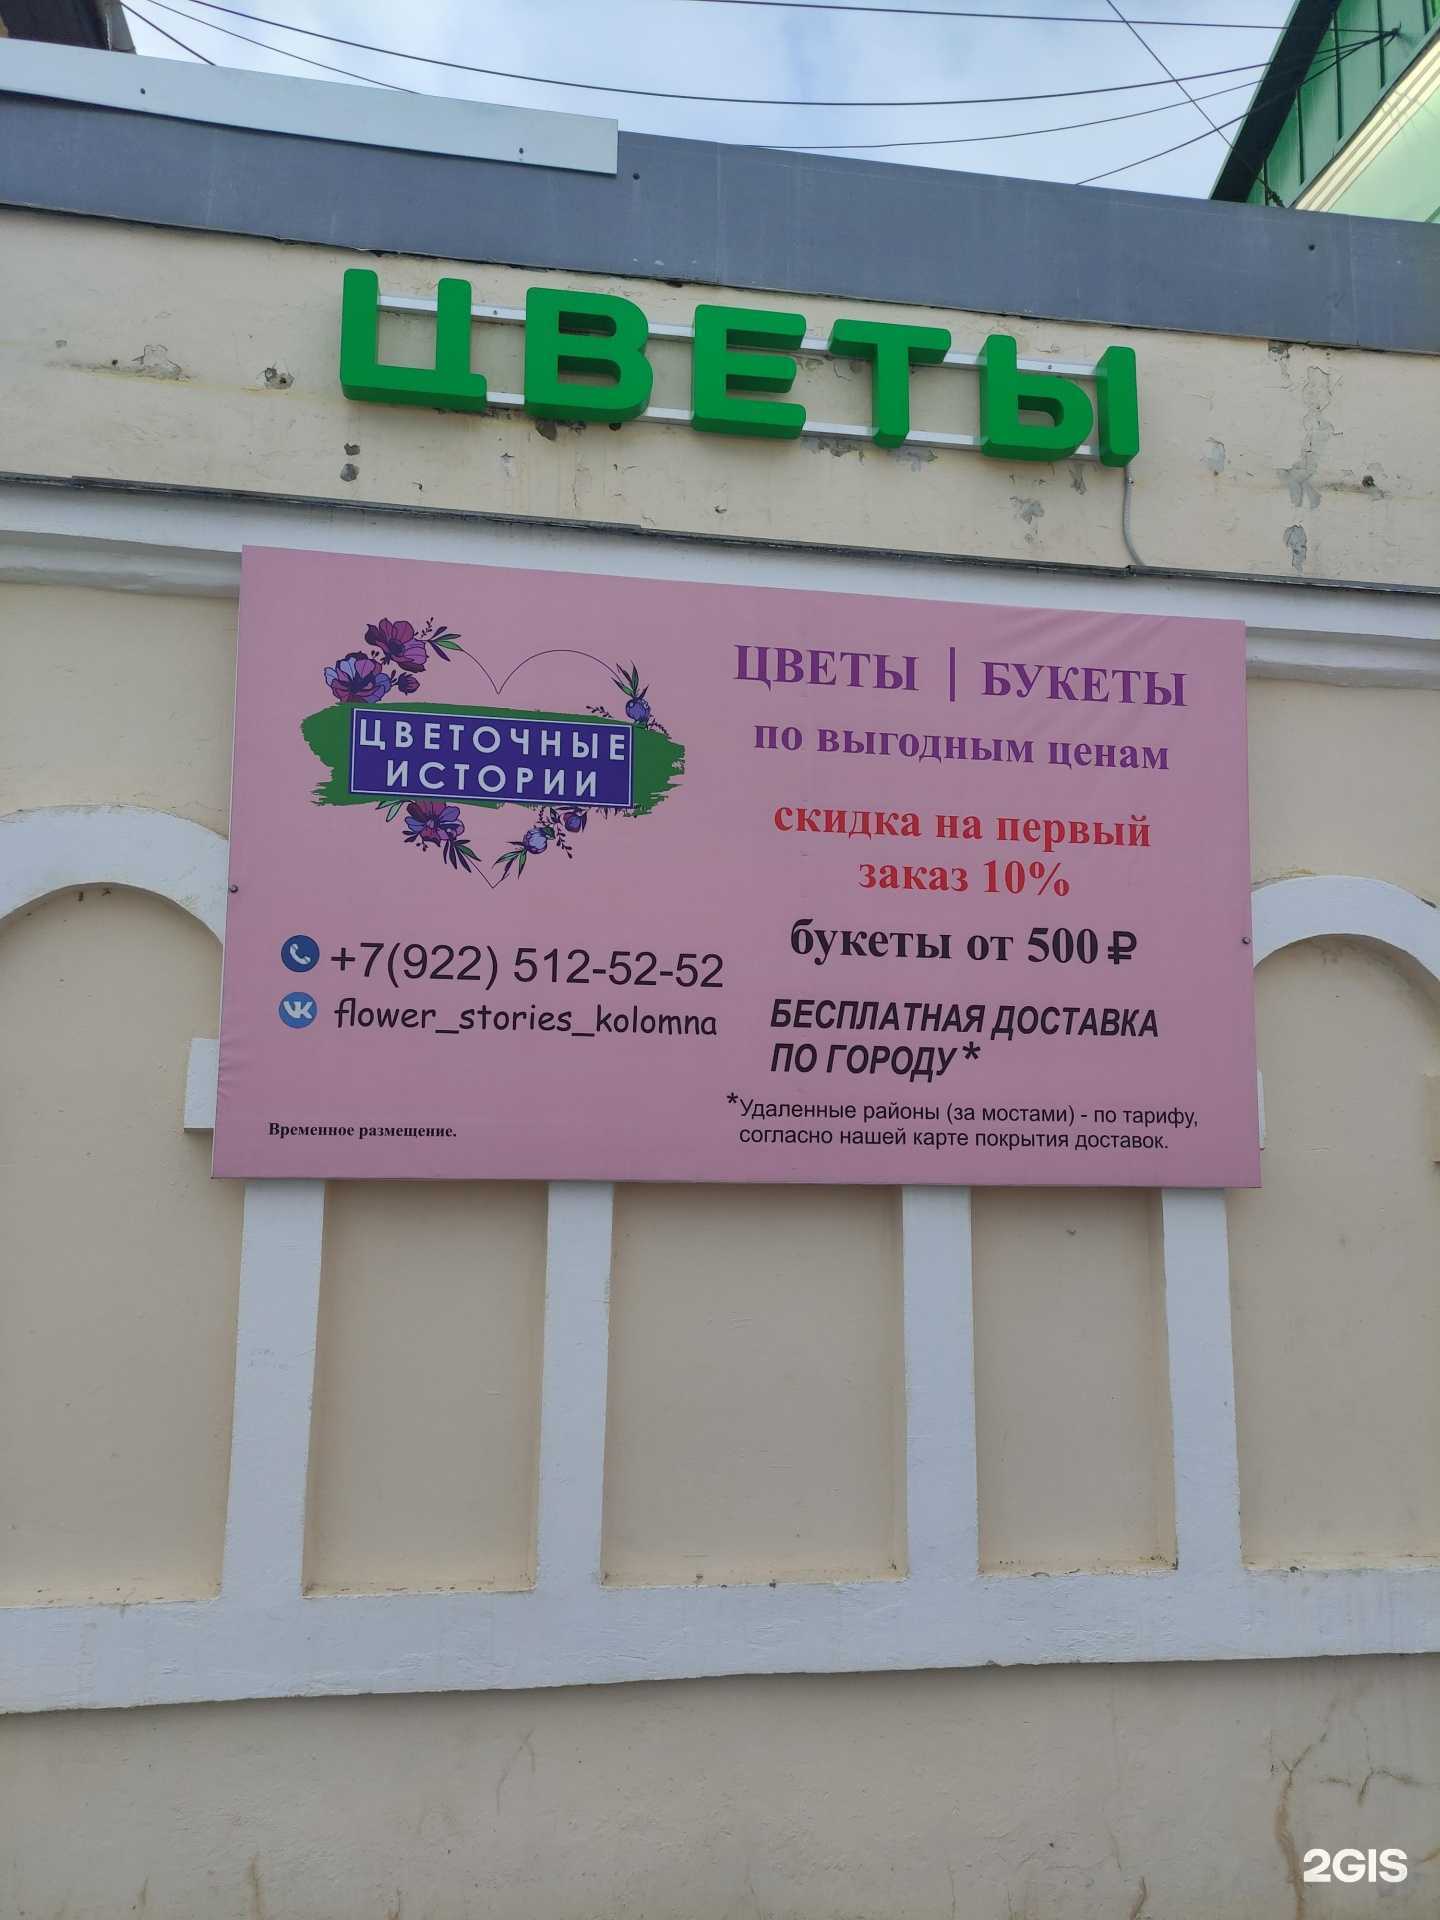 ЦВЕТЫ
ЦВЕТОЧНЫЕ
ИСТОРИИ
ЦВЕТЫ | БУКЕТЫ
по выгодным ценам
скидка на первый
заказ 10%
букеты от 500 ₽
+7(922) 512-52-52
flower_stories_kolomna
БЕСПЛАТНАЯ ДОСТАВКА
ПО ГОРОДУ*
*Удаленные районы (за мостами) - по тарифу,
согласно нашей карте покрытия доставок.
Временное размещение.
2GIS